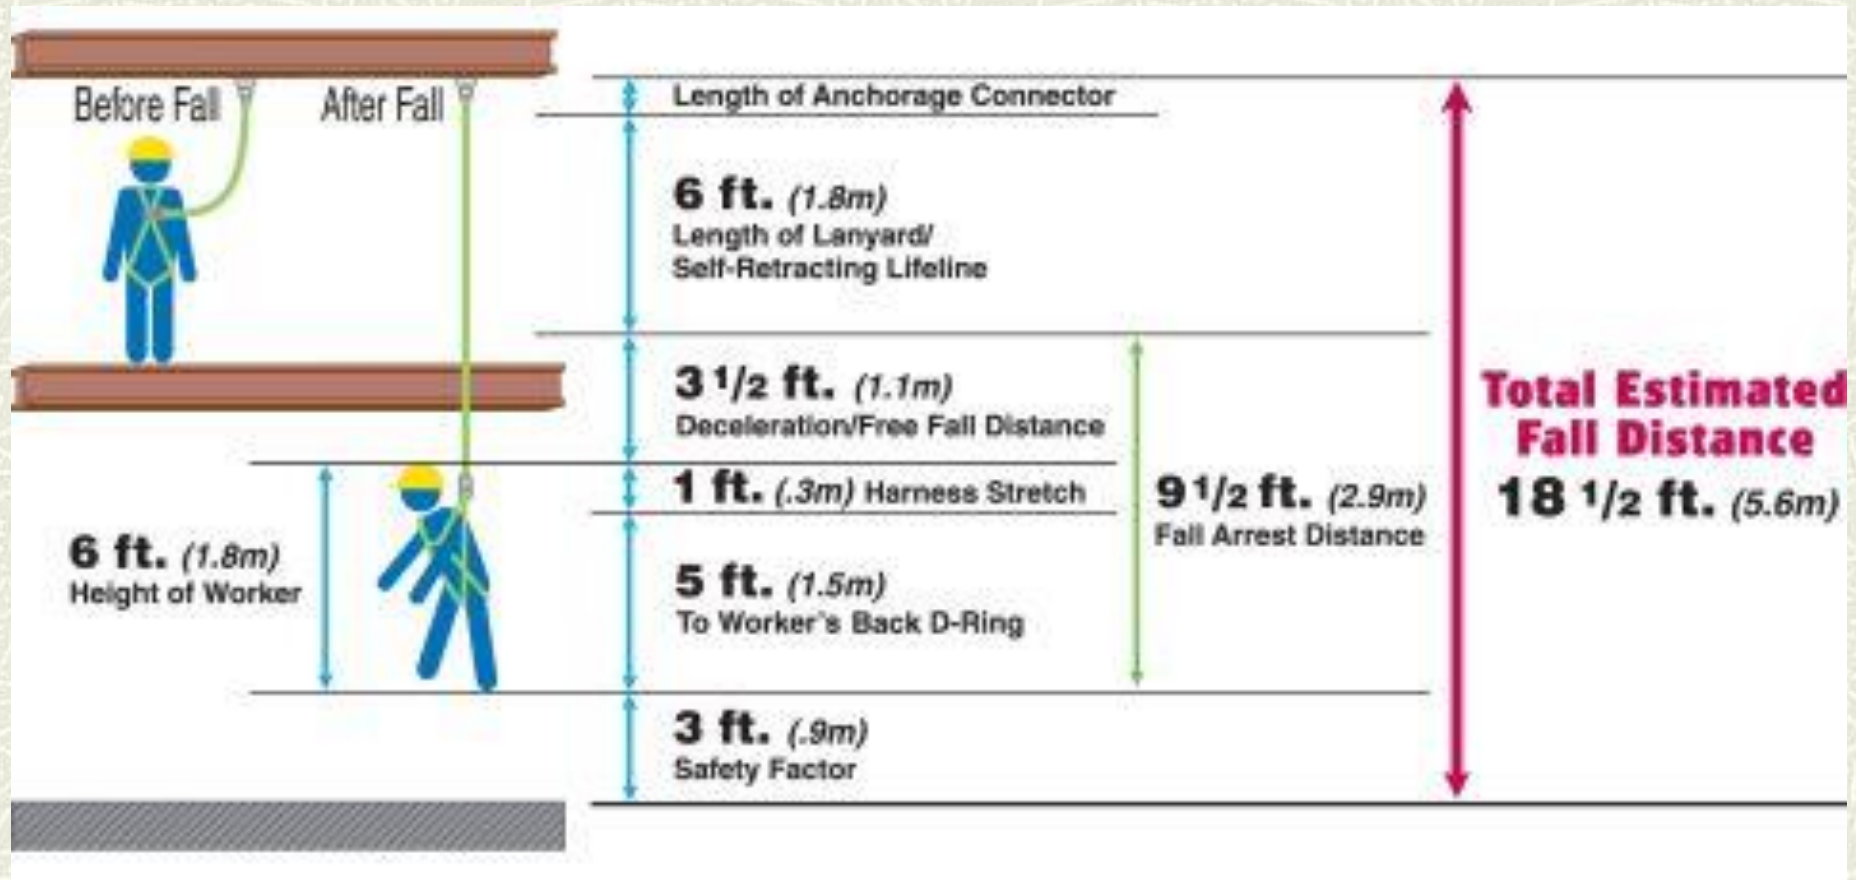 Before Fall
After Fall
Length of Anchorage Connector
6 ft. (1.8m)
Length of Lanyard/
Self-Retracting Lifeline
3 1/2 ft. (1.1m)
Deceleration/Free Fall Distance
1 ft. (.3m) Harness Stretch
5 ft. (1.5m)
To Worker's Back D-Ring
3 ft. (.9m)
Safety Factor
6 ft. (1.8m)
Height of Worker
9 1/2 ft. (2.9m)
Fall Arrest Distance
Total Estimated
Fall Distance
18 1/2 ft. (5.6m)